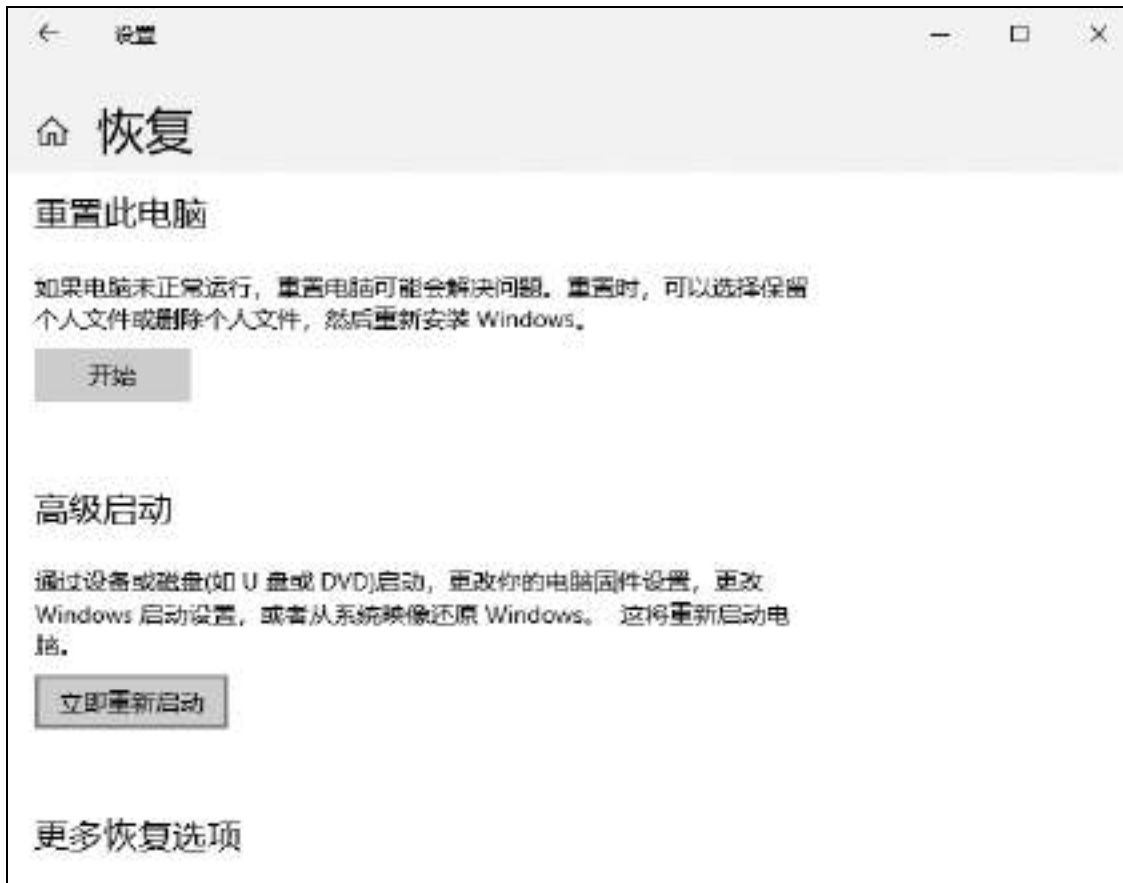 设置
恢复
重置此电脑
如果电脑未正常运行，重置电脑可能会解决问题。重置时，可以选择保留
个人文件或删除个人文件，然后重新安装 Windows。
开始
高级启动
通过设备或磁盘(如 U 盘或 DVD)启动，更改你的电脑固件设置，更改
Windows 启动设置，或者从系统映像还原 Windows。 这将重新启动电
脑。
立即重新启动
更多恢复选项